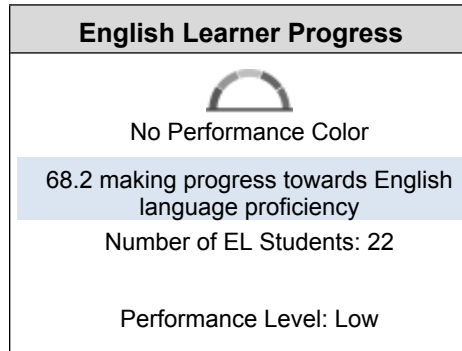 English Learner Progress
No Performance Color
68.2 making progress towards English
language proficiency
Number of EL Students: 22
Performance Level: Low